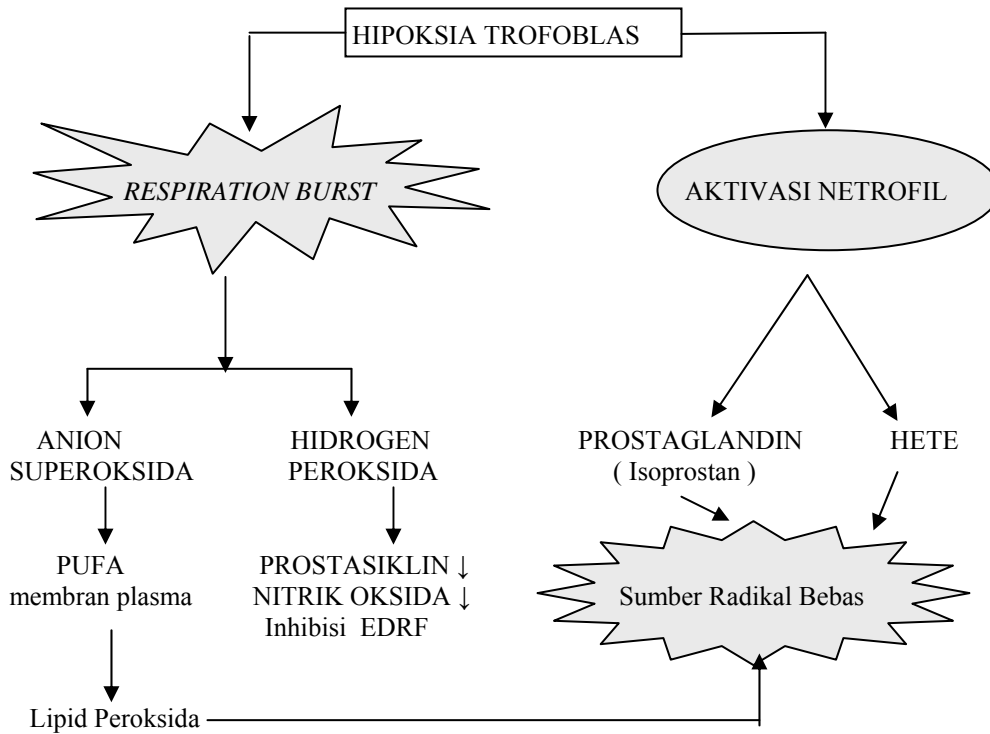 HIPOKSIA TROFOBLAS
RESPIRATION BURST
AKTIVASI NETROFIL
ANION
SUPEROKSIDA
HIDROGEN
PEROKSIDA
PROSTAGLANDIN
( Isoprostan )
HETE
PUFA
membran plasma
PROSTASIKLIN ↓
NITRIK OKSIDA ↓
Inhibisi EDRF
Sumber Radikal Bebas
Lipid Peroksida